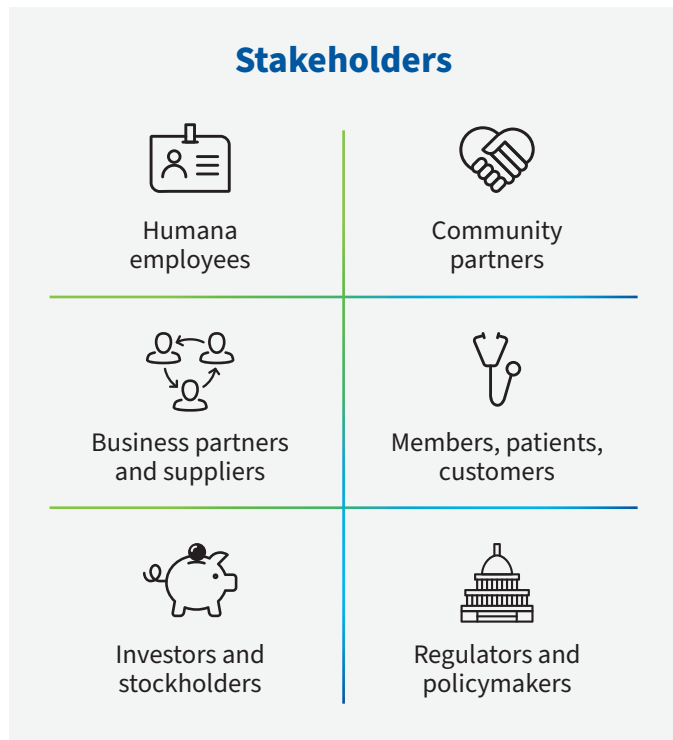 Stakeholders
Humana
employees
Community
partners
Business partners
and suppliers
Members, patients,
customers
Investors and
stockholders
Regulators and
policymakers